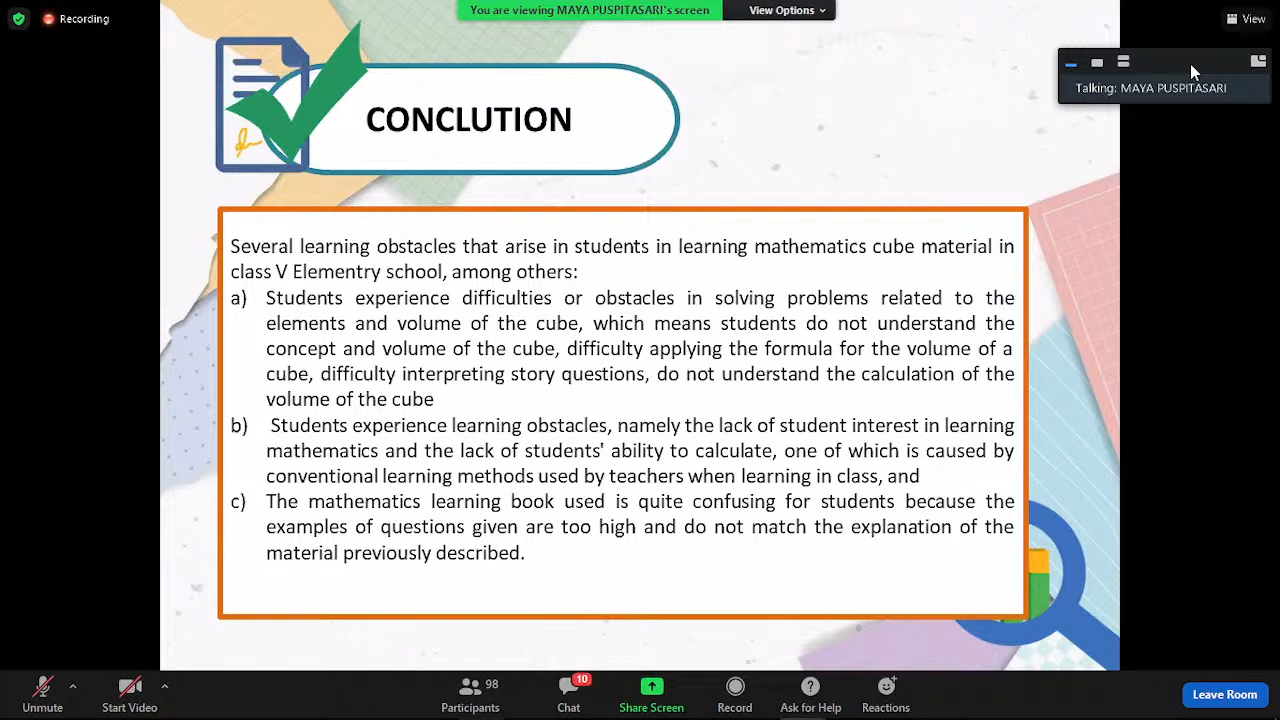 Recording
You are viewing MAYA PUSPITASARI's screen
View Options
View
Talking: MAYA PUSPITASARI
CONCLUTION
Several learning obstacles that arise in students in learning mathematics cube material in
class V Elementry school, among others:
a) Students experience difficulties or obstacles in solving problems related to the
elements and volume of the cube, which means students do not understand the
concept and volume of the cube, difficulty applying the formula for the volume of a
cube, difficulty interpreting story questions, do not understand the calculation of the
volume of the cube
b) Students experience learning obstacles, namely the lack of student interest in learning
mathematics and the lack of students' ability to calculate, one of which is caused by
conventional learning methods used by teachers when learning in class, and
c) The mathematics learning book used is quite confusing for students because the
examples of questions given are too high and do not match the explanation of the
material previously described.
Unmute
Start Video
98
Participants
10
Chat
Share Screen
Record
Ask for Help
Reactions
Leave Room